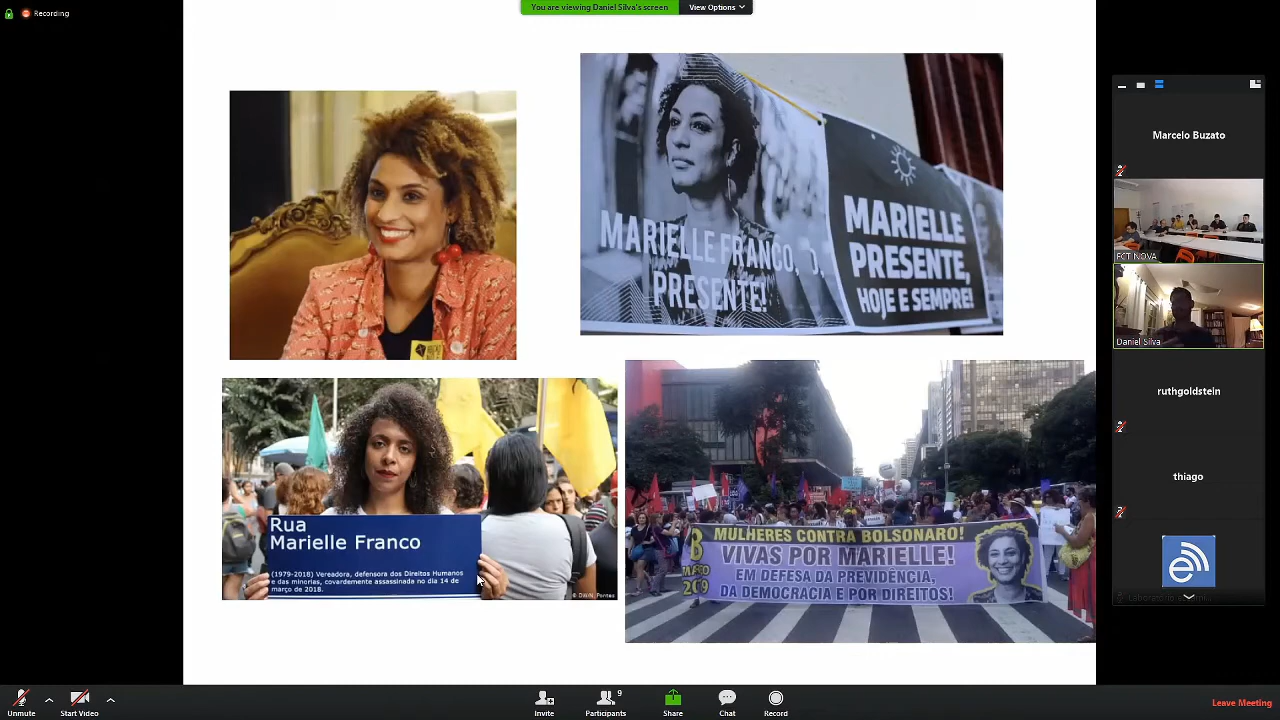 Recording
You are viewing Daniel Silva's screen
View Options
MARIELLE FRANCO,
PRESENTE!
MARIELLE
PRESENTE,
HOJE E SEMPRE!
Rua
Marielle Franco
(1979-2018) Vereadora, defensora dos Direitos Humanos
e das minorias, covardemente assassinada no dia 14 de
março de 2018.
8
MARÇO
MULHERES CONTRA BOLSONARO!
VIVAS POR MARIELLE!
EM DEFESA DA PREVIDÊNCIA,
DA DEMOCRACIA E POR DIREITOS!
Marcelo Buzato
FCT NOVA
Daniel Silva
ruthgoldstein
thiago
Unmute
Start Video
Invite
9
Participants
Share
Chat
Record
Leave Meeting